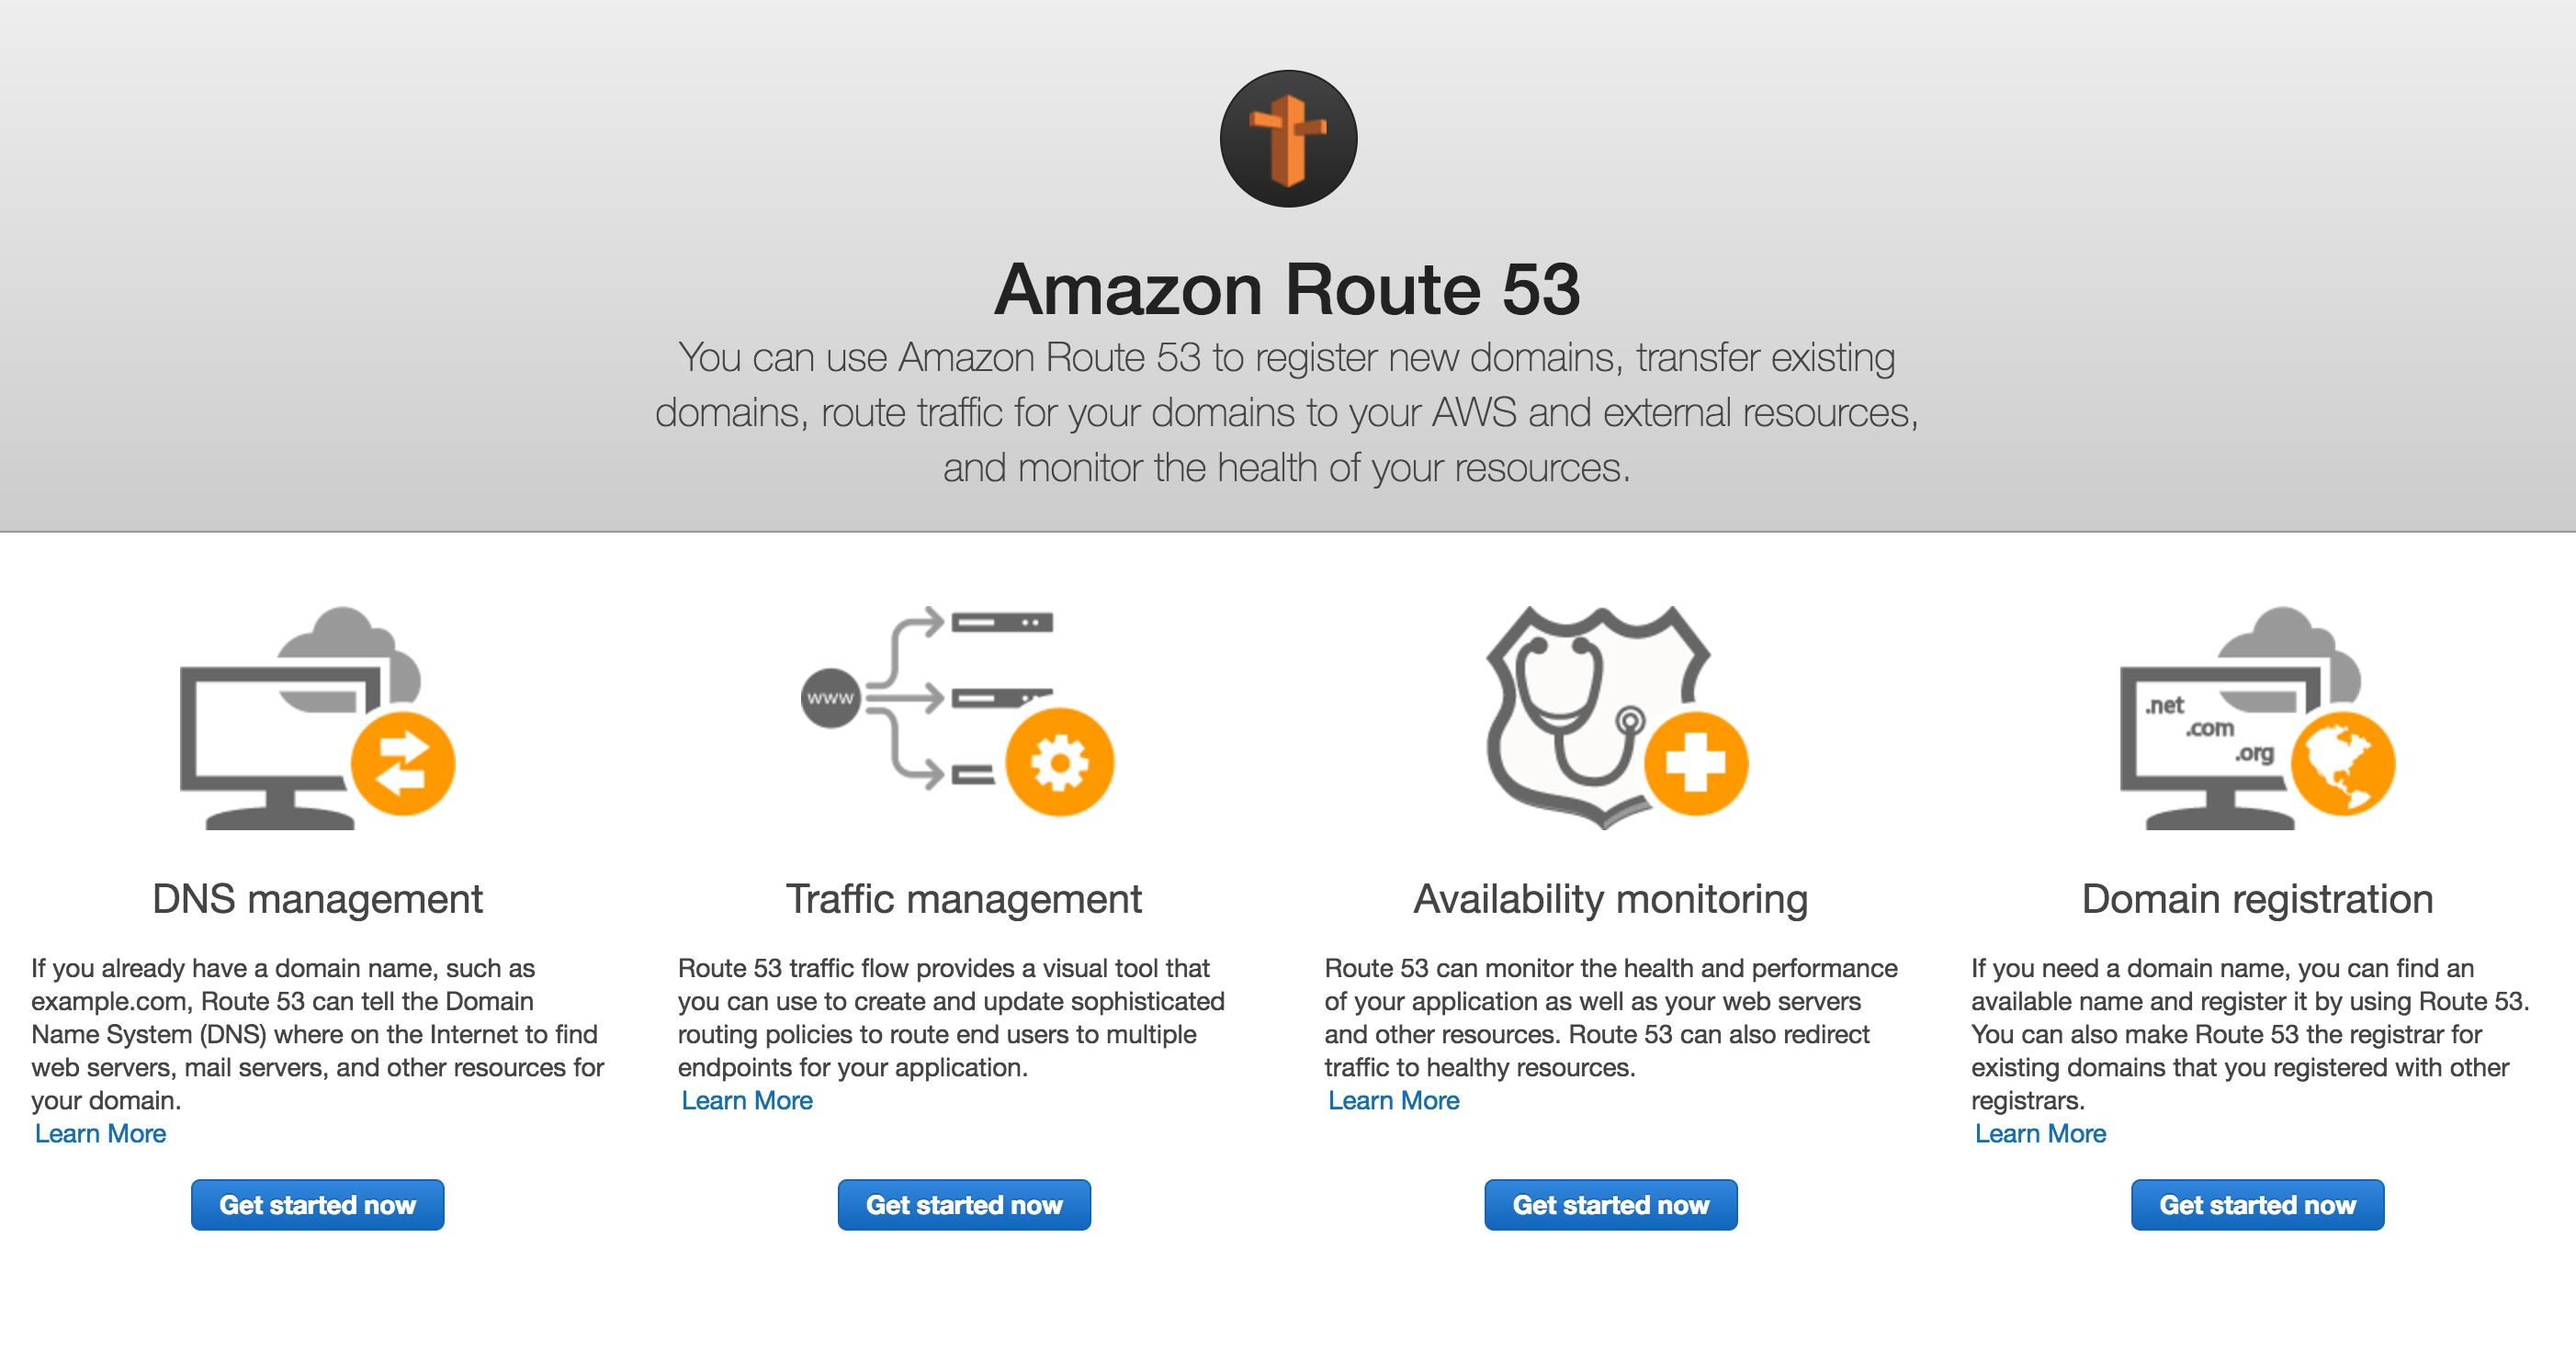 Amazon Route 53
You can use Amazon Route 53 to register new domains, transfer existing
domains, route traffic for your domains to your AWS and external resources,
and monitor the health of your resources.
DNS management
If you already have a domain name, such as
example.com, Route 53 can tell the Domain
Name System (DNS) where on the Internet to find
web servers, mail servers, and other resources for
your domain.
Learn More
Get started now
www
Traffic management
Route 53 traffic flow provides a visual tool that
you can use to create and update sophisticated
routing policies to route end users to multiple
endpoints for your application.
Learn More
Get started now
Availability monitoring
Route 53 can monitor the health and performance
of your application as well as your web servers
and other resources. Route 53 can also redirect
traffic to healthy resources.
Learn More
Get started now
.net
.com
.org
Domain registration
If you need a domain name, you can find an
available name and register it by using Route 53.
You can also make Route 53 the registrar for
existing domains that you registered with other
registrars.
Learn More
Get started now